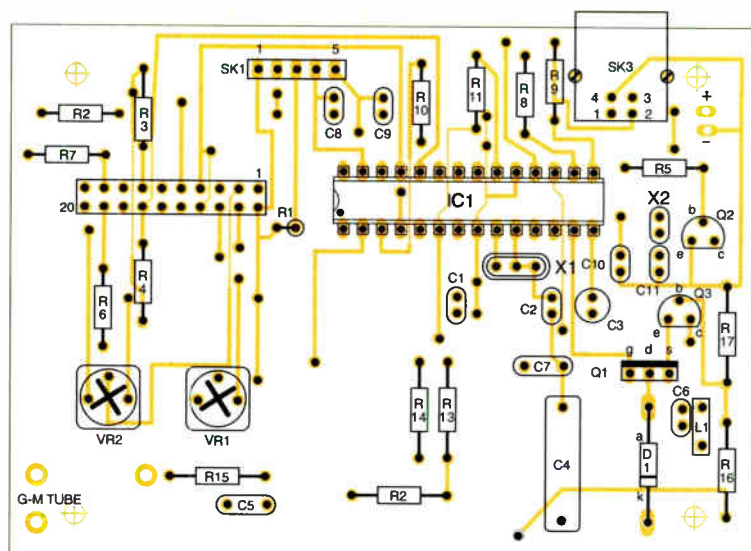 1 5
SK1
SK3
4 3
1 2
+
–
R2
R3
C8
C9
R10
R11
R8
R9
R7
R5
1
20
IC1
X2
Q2
b
e c
R1
R4
R6
C1
X1
C10
C11
C2
C3
Q3
b
e c
R17
C7
g d s
Q1
VR2
VR1
R14
R13
C6
L1
a
D1
k
C4
R15
R2
R16
G-M TUBE
C5